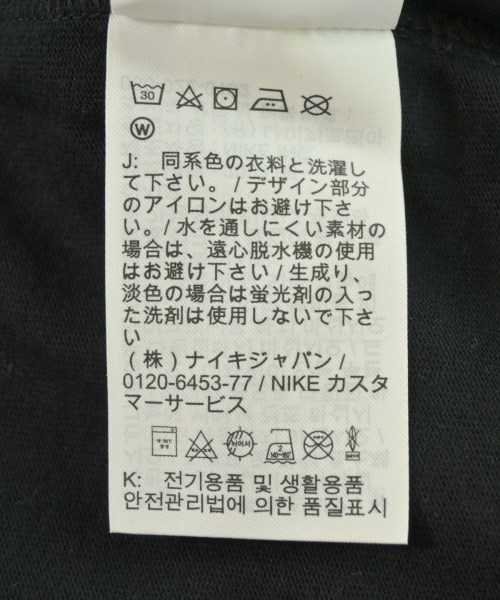 30
W
J: 同系色の衣料と洗濯し
て下さい。/ デザイン部分
のアイロンはお避け下さ
い。/ 水を通しにくい素材の
場合は、遠心脱水機の使用
はお避け下さい / 生成り、
淡色の場合は蛍光剤の入っ
た洗剤は使用しないで下さ
い
(株) ナイキジャパン /
0120-6453-77 / NIKE カスタ
マーサービス
K: 전기용품 및 생활용품
안전관리법에 의한 품질표시